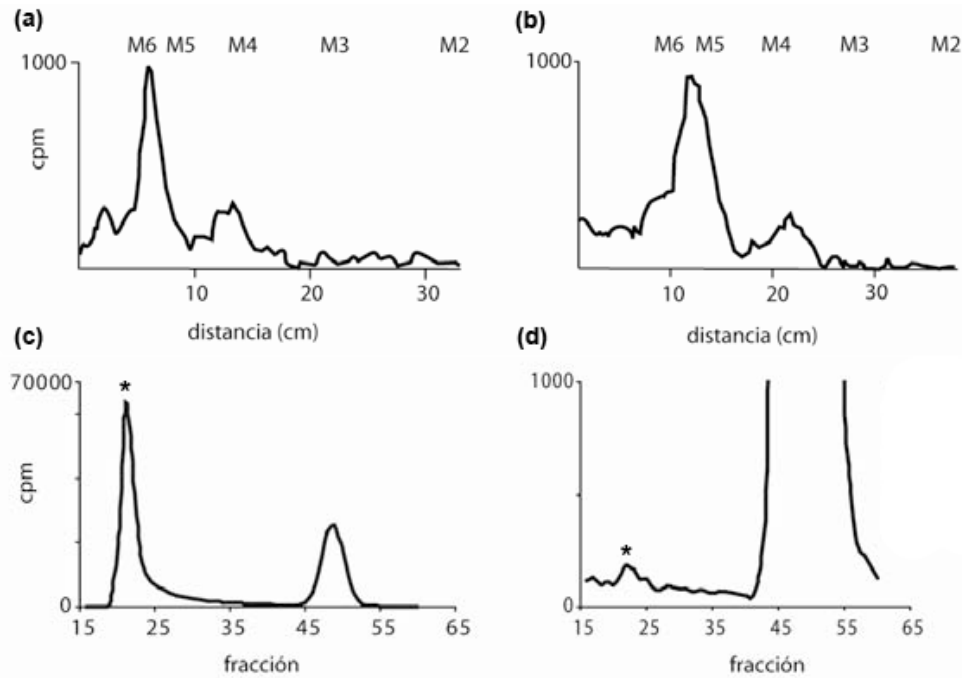 (a)
M6 M5 M4 M3 M2
1000
cpm
10 20 30
distancia (cm)
(b)
M6 M5 M4 M3 M2
1000
10 20 30
distancia (cm)
(c)
70000
*
cpm
0
15 25 35 45 55 65
fracción
(d)
1000
*
0
15 25 35 45 55 65
fracción